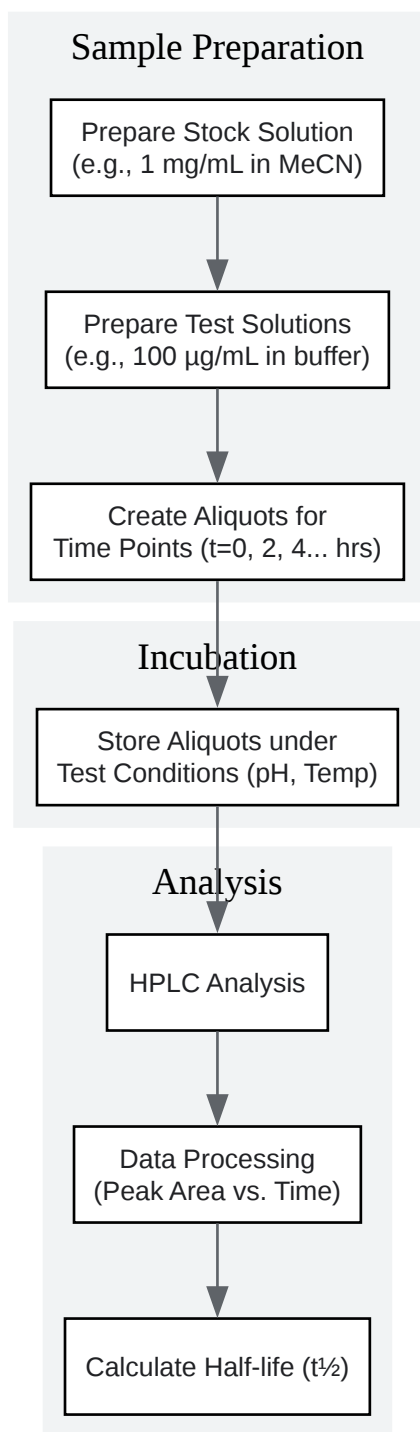 Sample Preparation
Prepare Stock Solution
(e.g., 1 mg/mL in MeCN)
Prepare Test Solutions
(e.g., 100 µg/mL in buffer)
Create Aliquots for
Time Points (t=0, 2, 4... hrs)
Incubation
Store Aliquots under
Test Conditions (pH, Temp)
Analysis
HPLC Analysis
Data Processing
(Peak Area vs. Time)
Calculate Half-life (t½)